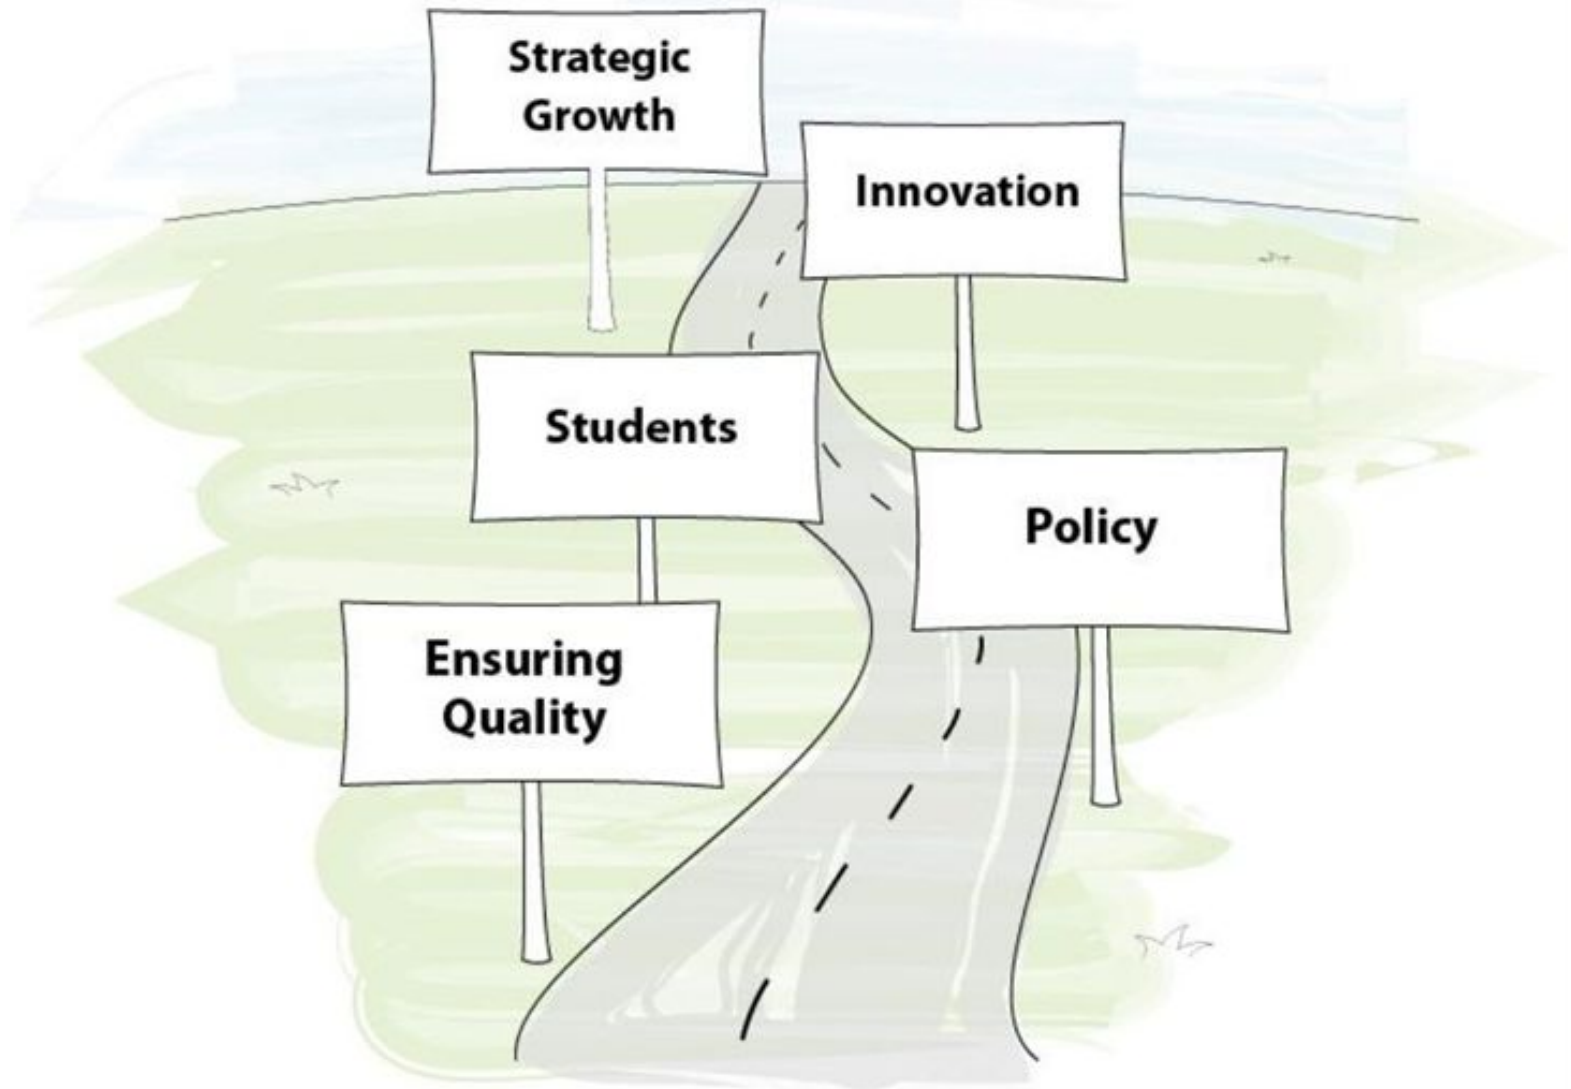 Strategic
Growth
Innovation
Students
Policy
Ensuring
Quality